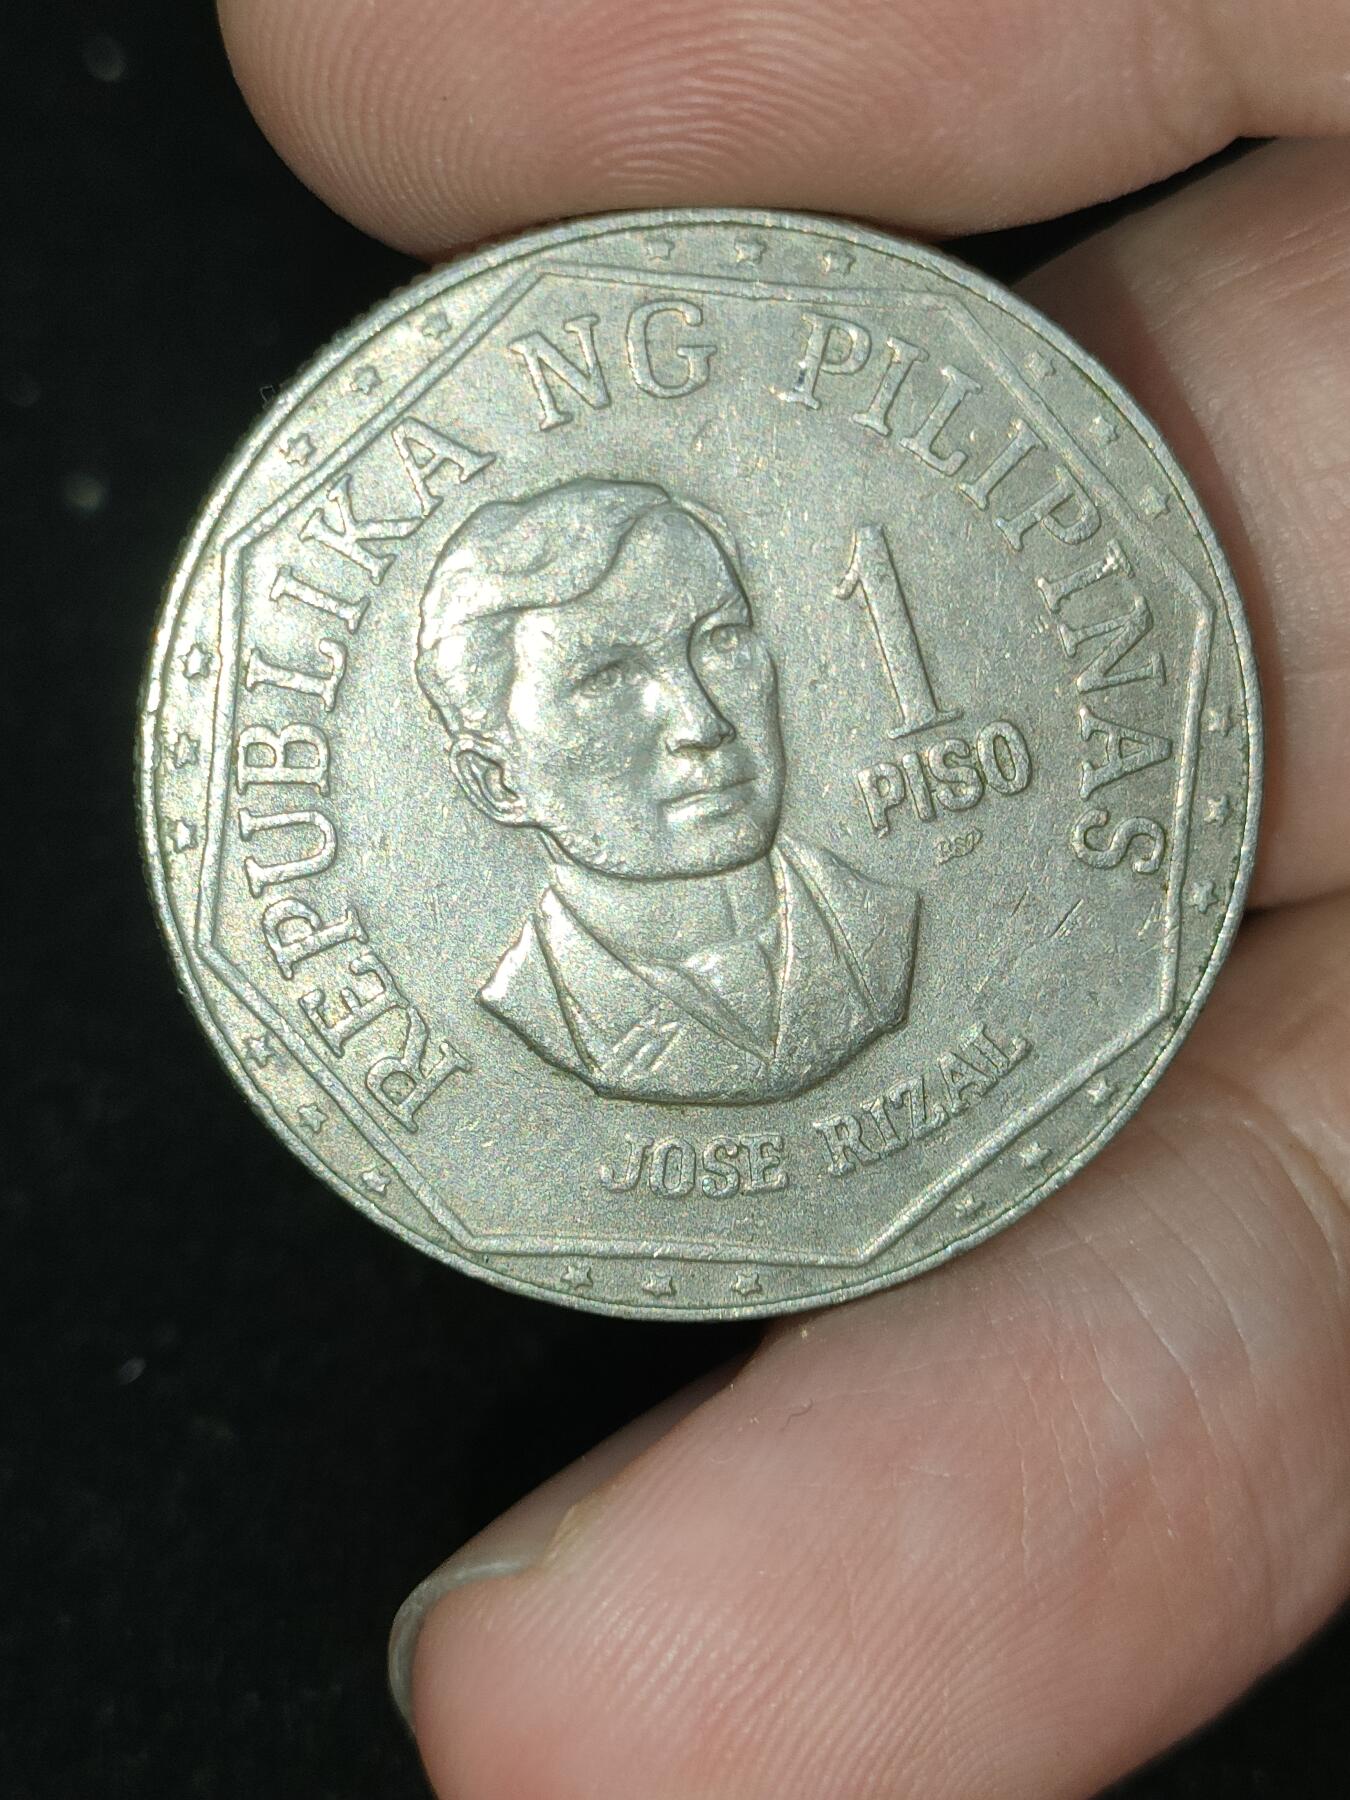 REPUBLIKA NG PILIPINAS
1
PISO
JOSE RIZAL